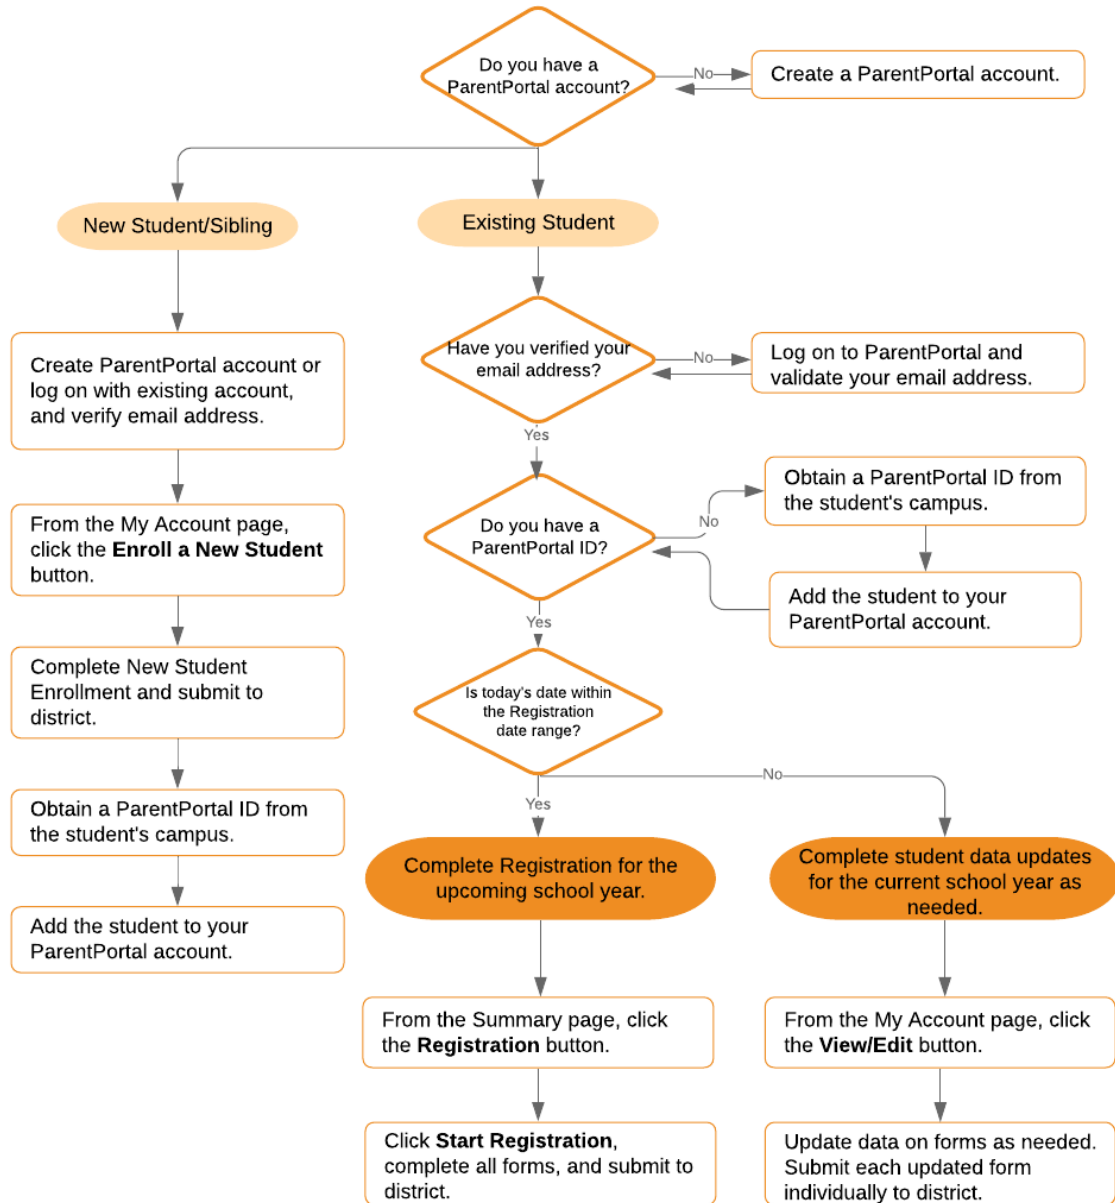 Do you have a
ParentPortal account?
No
Create a ParentPortal account.
New Student/Sibling
Existing Student
Create ParentPortal account or
log on with existing account,
and verify email address.
Have you verified your
email address?
No
Log on to ParentPortal and
validate your email address.
Yes
From the My Account page,
click the Enroll a New Student
button.
Do you have a
ParentPortal ID?
No
Obtain a ParentPortal ID from
the student's campus.
Add the student to your
ParentPortal account.
Yes
Complete New Student
Enrollment and submit to
district.
Is today's date within
the Registration
date range?
No
Yes
Obtain a ParentPortal ID from
the student's campus.
Add the student to your
ParentPortal account.
Complete Registration for the
upcoming school year.
Complete student data updates
for the current school year as
needed.
From the Summary page, click
the Registration button.
From the My Account page, click
the View/Edit button.
Click Start Registration,
complete all forms, and submit to
district.
Update data on forms as needed.
Submit each updated form
individually to district.